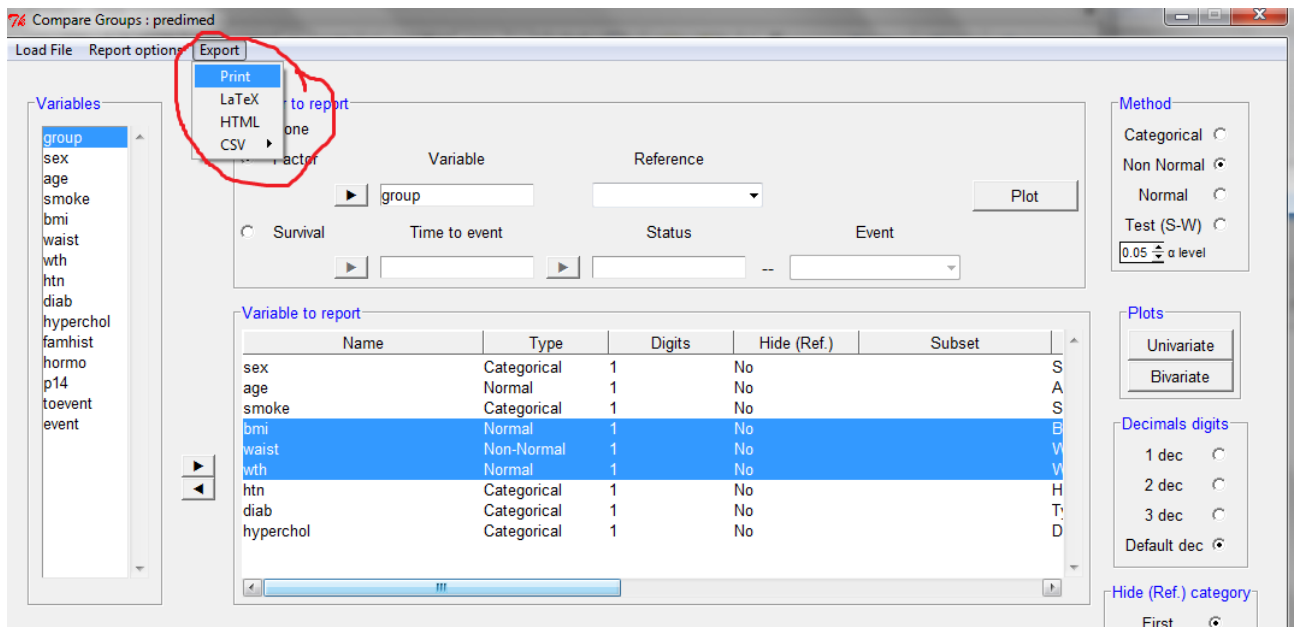 Compare Groups : predimed
Load File Report options Export
Print
LaTeX
HTML
CSV
Variables
group
sex
age
smoke
bmi
waist
wth
htn
diab
hyperchol
famhist
hormo
p14
toevent
event
to report
one
Factor Variable Reference
group
Plot
Survival Time to event Status Event
--
Variable to report
Name Type Digits Hide (Ref.) Subset
sex Categorical 1 No S
age Normal 1 No A
smoke Categorical 1 No S
bmi Normal 1 No B
waist Non-Normal 1 No W
wth Normal 1 No W
htn Categorical 1 No H
diab Categorical 1 No Ty
hyperchol Categorical 1 No D
Method
Categorical
Non Normal
Normal
Test (S-W)
0.05 α level
Plots
Univariate
Bivariate
Decimals digits
1 dec
2 dec
3 dec
Default dec
Hide (Ref.) category
First